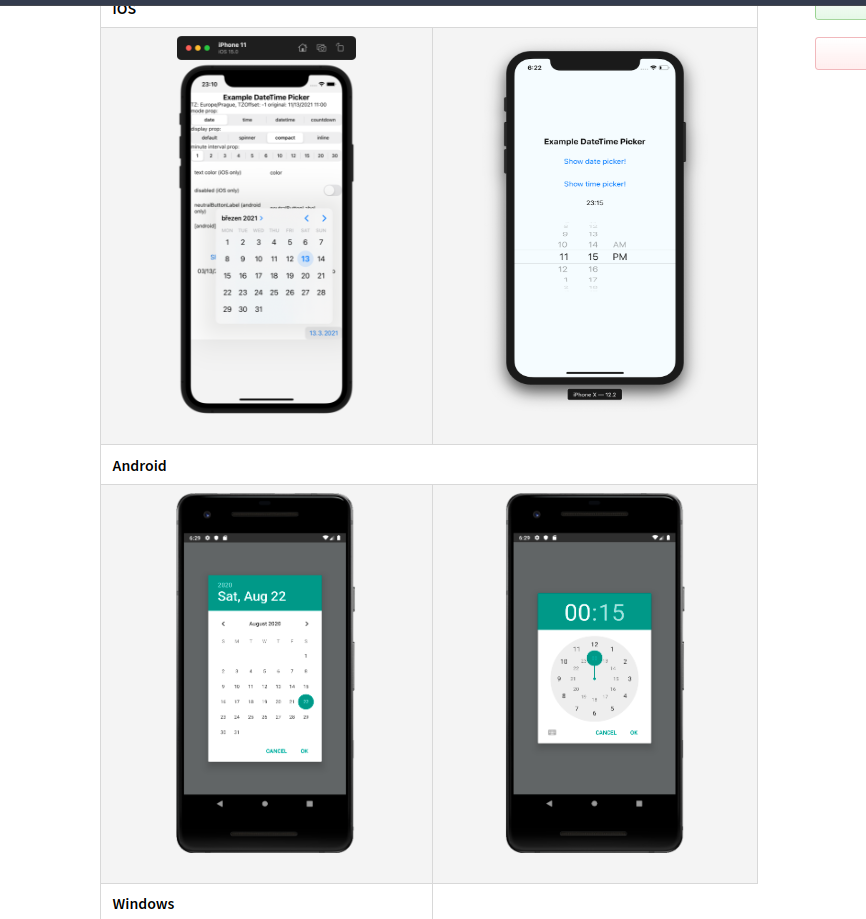 iOS
iPhone 11
iOS 13.5
23:10
Example DateTime Picker
TZ: Europe/Prague, TZOffset: -1 original: 11/13/2021 11:00
mode prop:
date time datetime countdown
display prop:
default spinner compact inline
minute interval prop:
1 2 3 4 5 6 10 12 15 20 30
text color (iOS only) color
disabled (iOS only)
neutralButtonLabel (android only)
březen 2021
MON TUE WED THU FRI SAT SUN
1 2 3 4 5 6 7
8 9 10 11 12 13 14
15 16 17 18 19 20 21
22 23 24 25 26 27 28
29 30 31
13.3.2021
6:22
Example DateTime Picker
Show date picker!
Show time picker!
23:15
9 13
10 14 AM
11 15 PM
12 16
1 17
iPhone X — 12.2
Android
6:29
2020
Sat, Aug 22
August 2020
S M T W T F S
1
2 3 4 5 6 7 8
9 10 11 12 13 14 15
16 17 18 19 20 21 22
23 24 25 26 27 28 29
30 31
CANCEL OK
6:29
00:15
12
11 1
10 2
9 3
8 4
7 5
6
CANCEL OK
Windows